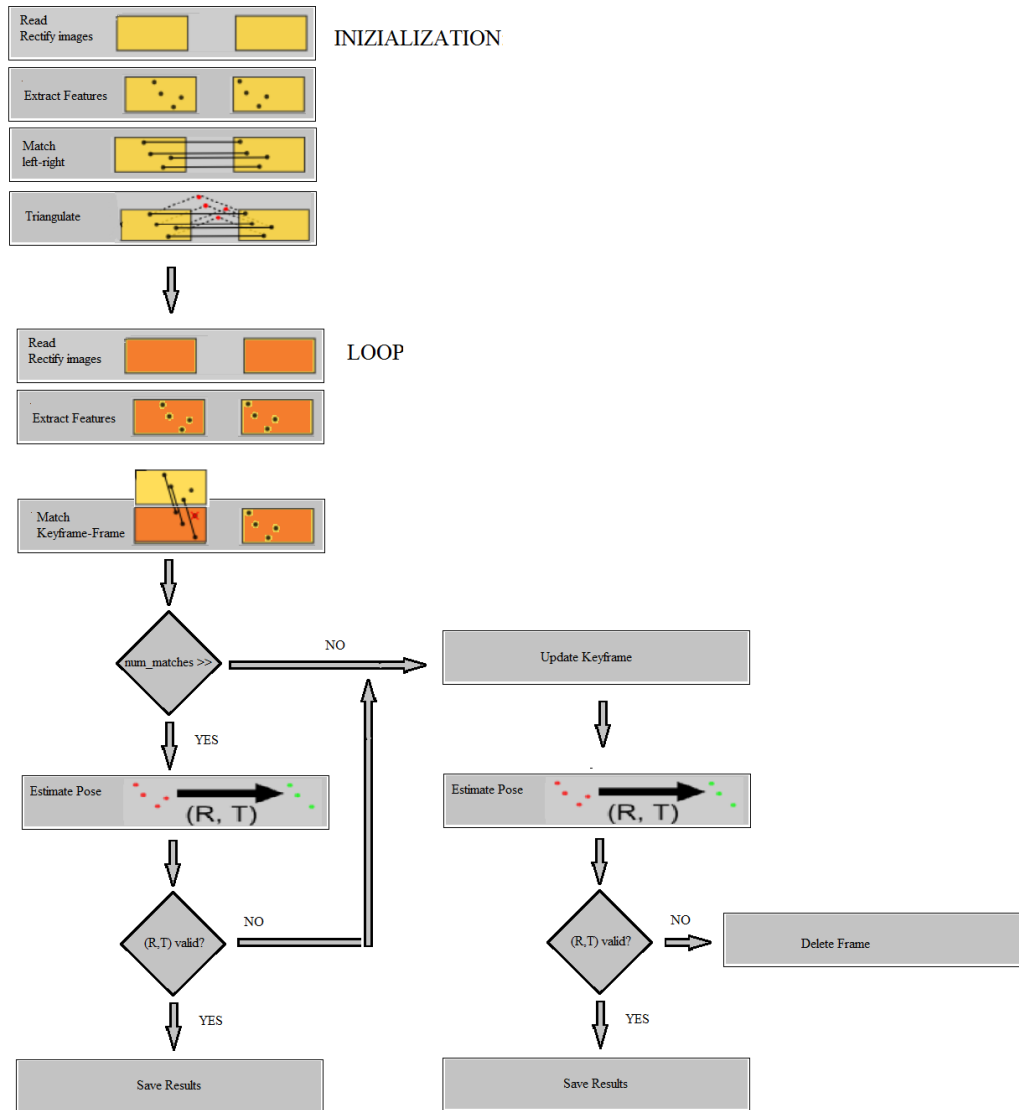 Read
Rectify images
INIZIALIZATION
Extract Features
Match
left-right
Triangulate
Read
Rectify images
LOOP
Extract Features
Match
Keyframe-Frame
num_matches >>
NO
Update Keyframe
YES
Estimate Pose
(R, T)
Estimate Pose
(R, T)
(R,T) valid?
NO
(R,T) valid?
NO
Delete Frame
YES
YES
Save Results
Save Results